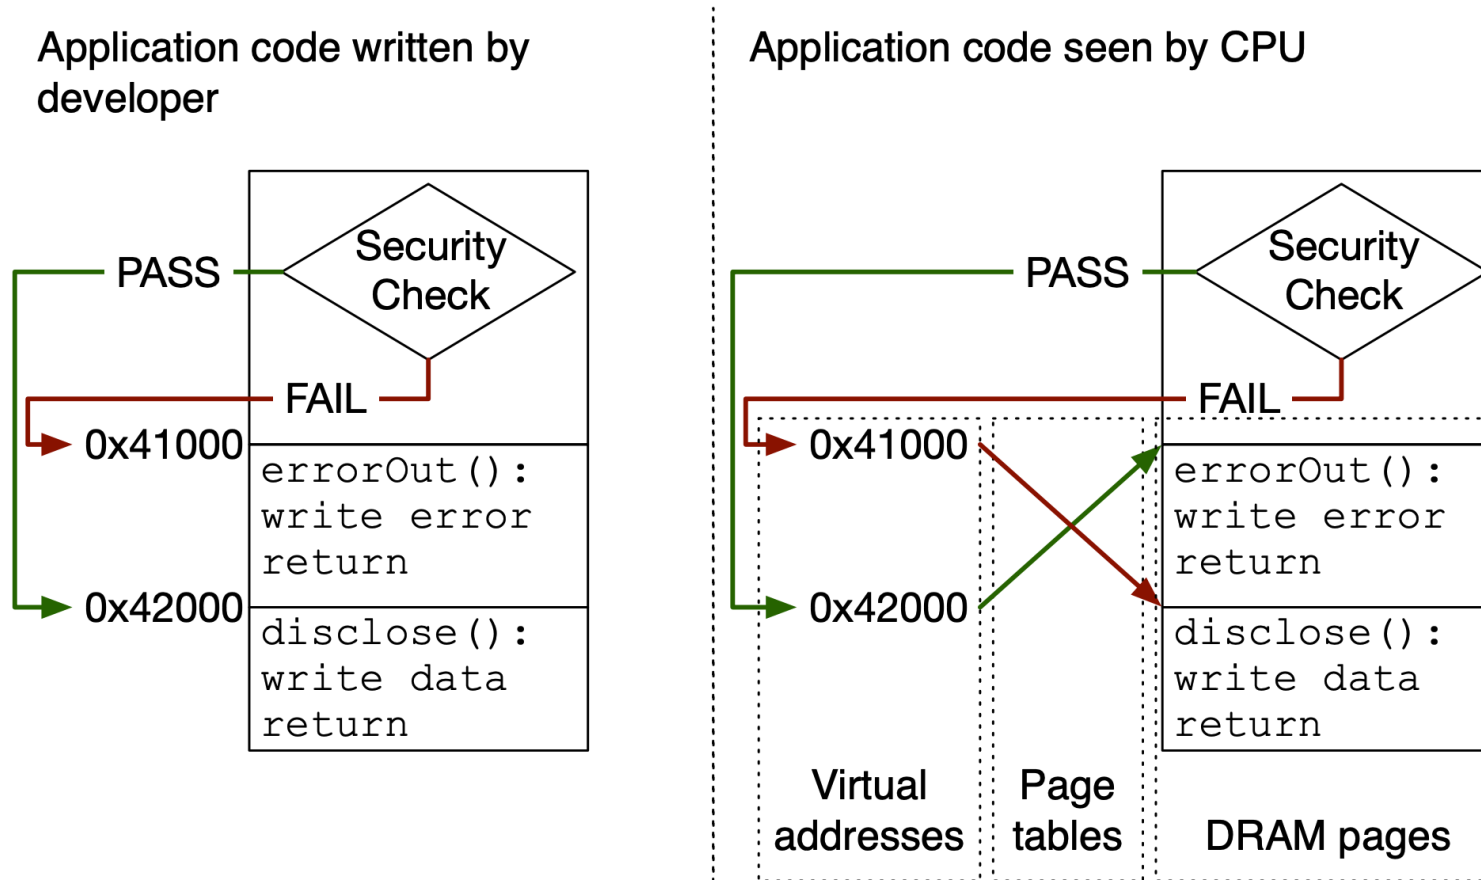 Application code written by
developer
Security
Check
PASS
FAIL
0x41000
errorOut():
write error
return
0x42000
disclose():
write data
return
Application code seen by CPU
Security
Check
PASS
FAIL
0x41000
errorOut():
write error
return
0x42000
disclose():
write data
return
Virtual
addresses
Page
tables
DRAM pages